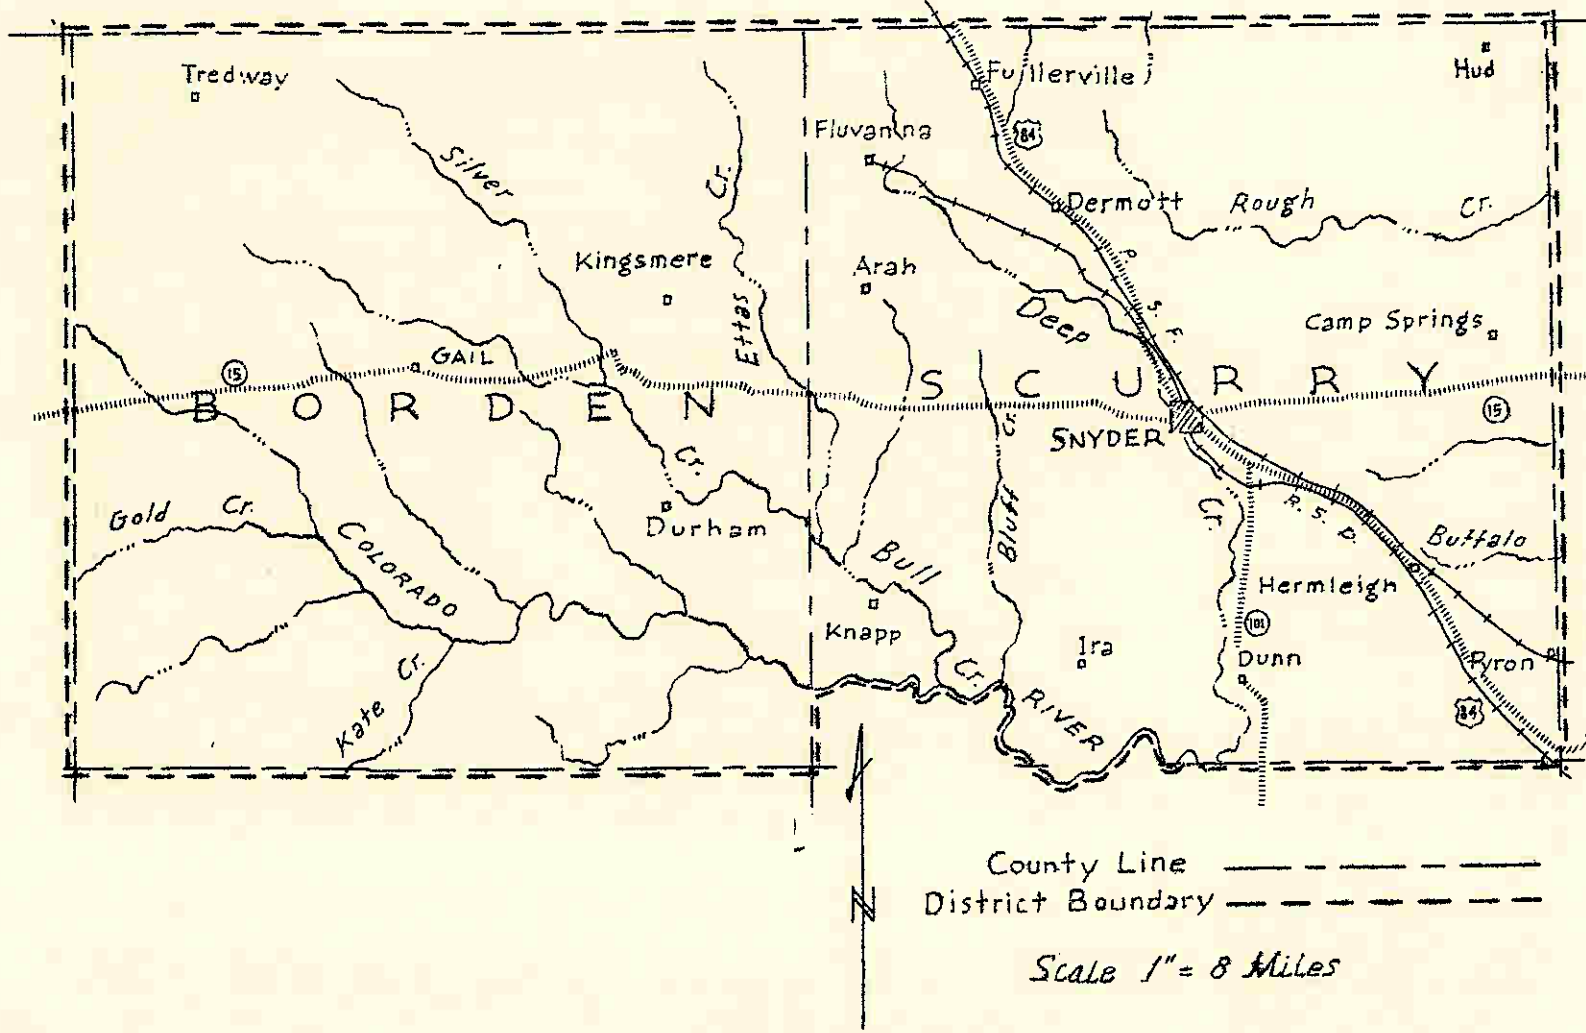 Tredway
Fullerville
Hud
84
Fluvanna
Silver
Cr.
Dermott
Rough
Cr.
Kingsmere
Arah
P.
S.
F.
Ettas
Deep
Camp Springs
GAIL
15
BORDEN
SCURRY
15
SNYDER
Cr.
Cr.
Gold Cr.
COLORADO
Durham
Bluff
Cr.
R. S. P.
Buffalo
Bull
Hermleigh
Knapp
101
Ira
Dunn
Pyron
Cr.
Kate
Cr.
RIVER
84
N
County Line
District Boundary
Scale 1" = 8 Miles